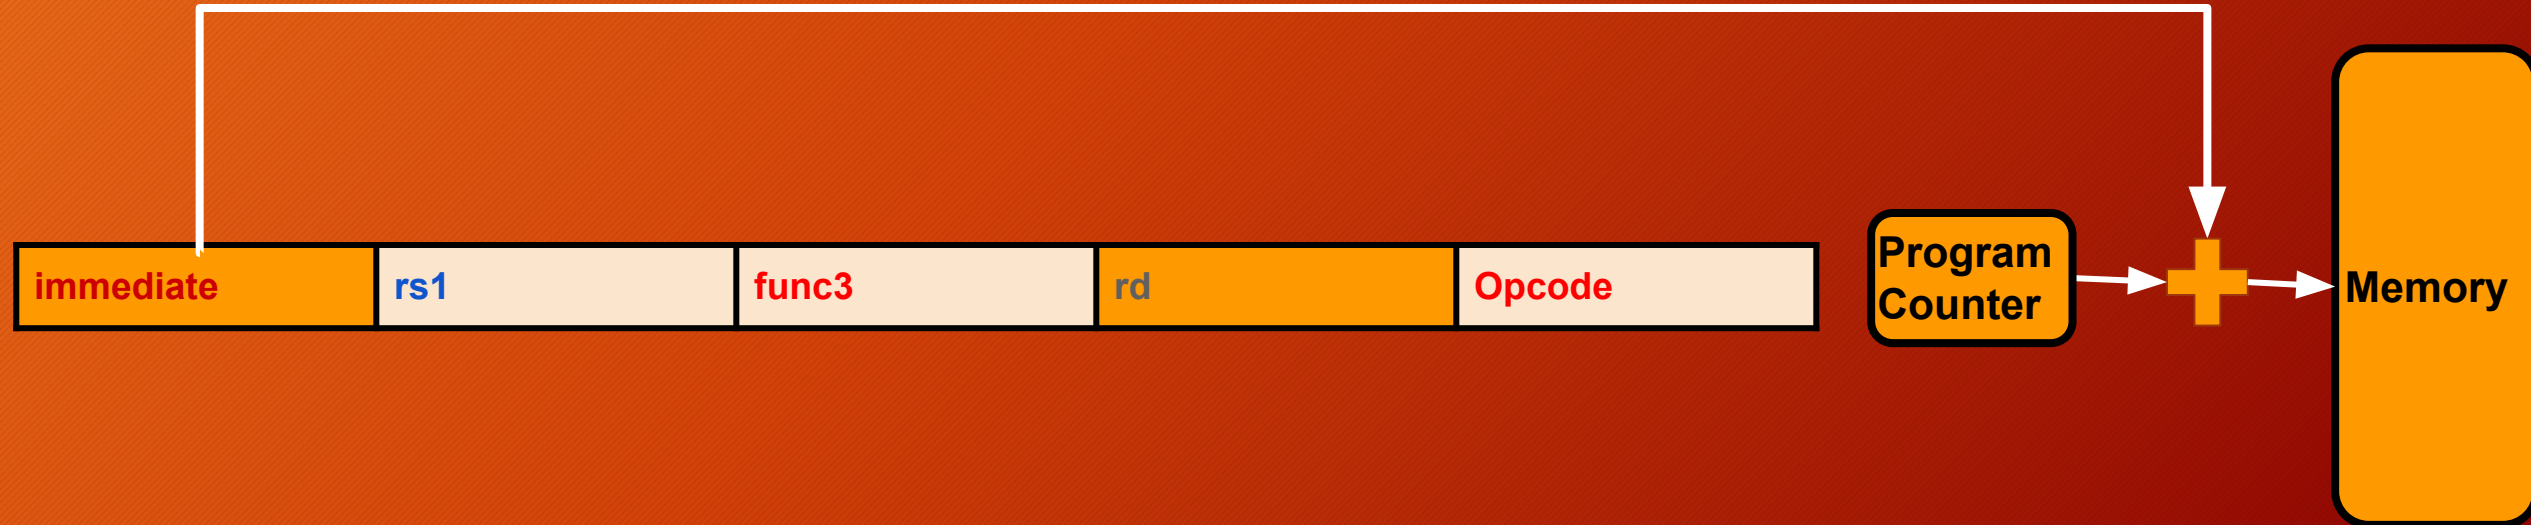 immediate
rs1
func3
rd
Opcode
Program
Counter
Memory